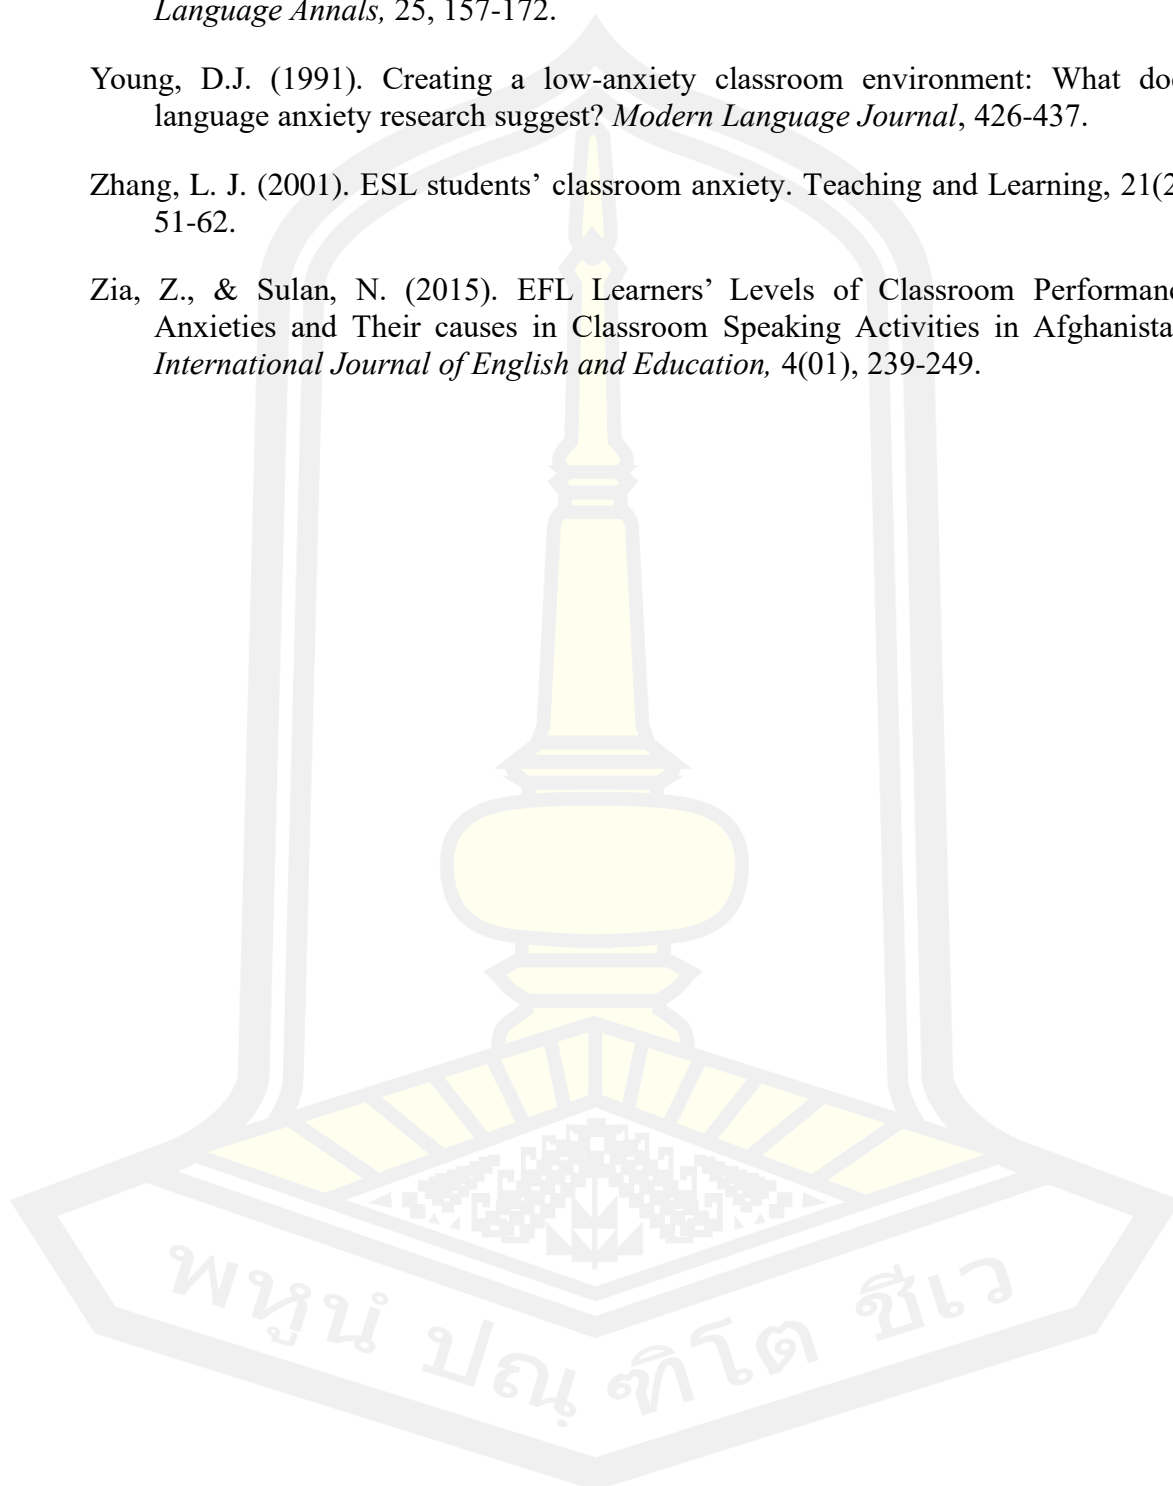 Language Annals, 25, 157-172.
Young, D.J. (1991). Creating a low-anxiety classroom environment: What
language anxiety research suggest? Modern Language Journal, 426-437.
Zhang, L. J. (2001). ESL students’ classroom anxiety. Teaching and Learning, 21(2
51-62.
Zia, Z., & Sulan, N. (2015). EFL Learners’ Levels of Classroom
Anxieties and Their causes in Classroom Speaking Activities in
International Journal of English and Education, 4(01), 239-249.
พหูนํ ปณฺ ฑิโต ชีเว